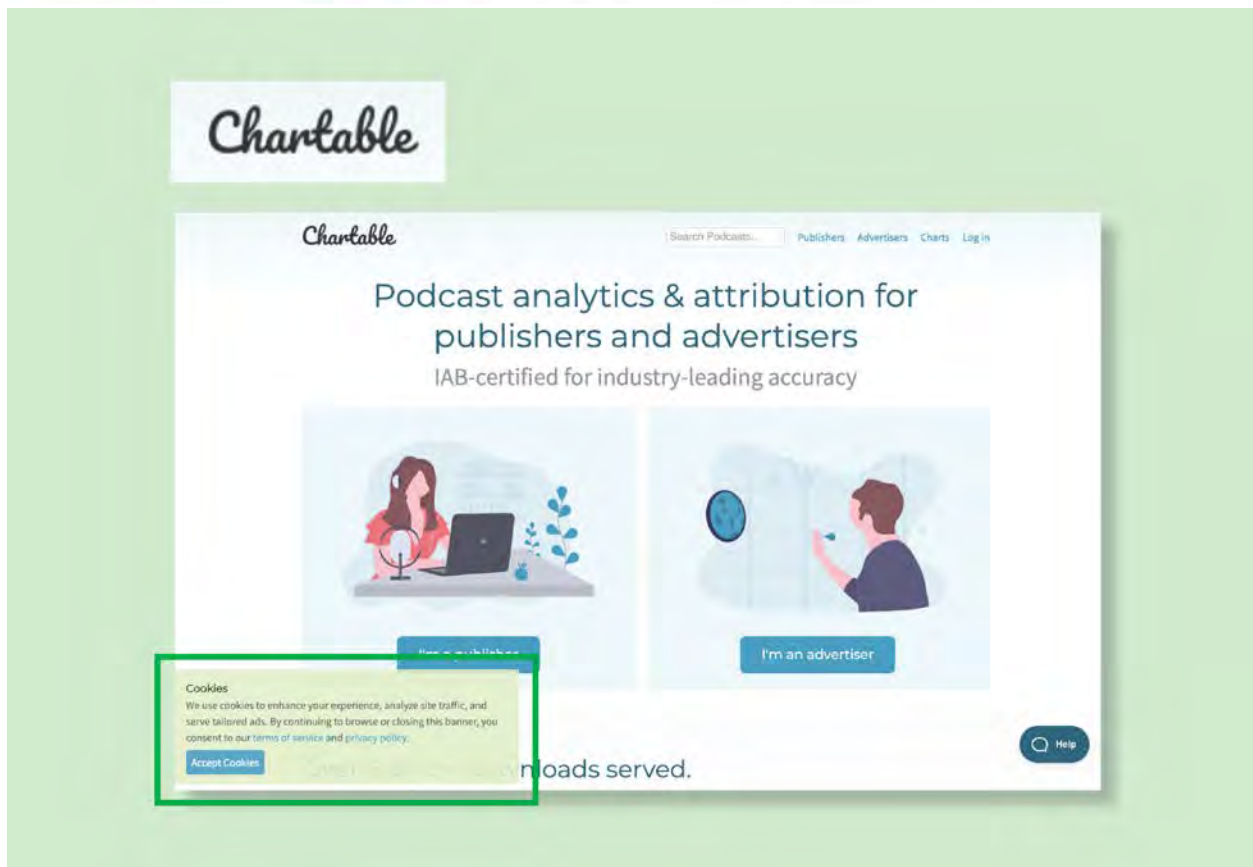 Chartable
Chartable
Search Podcasts...
Publishers Advertisers Charts Log in
Podcast analytics & attribution for
publishers and advertisers
IAB-certified for industry-leading accuracy
I'm a publisher
I'm an advertiser
Cookies
We use cookies to enhance your experience, analyze site traffic, and
serve tailored ads. By continuing to browse or closing this banner, you
consent to our terms of service and privacy policy.
Accept Cookies
Help
nloads served.